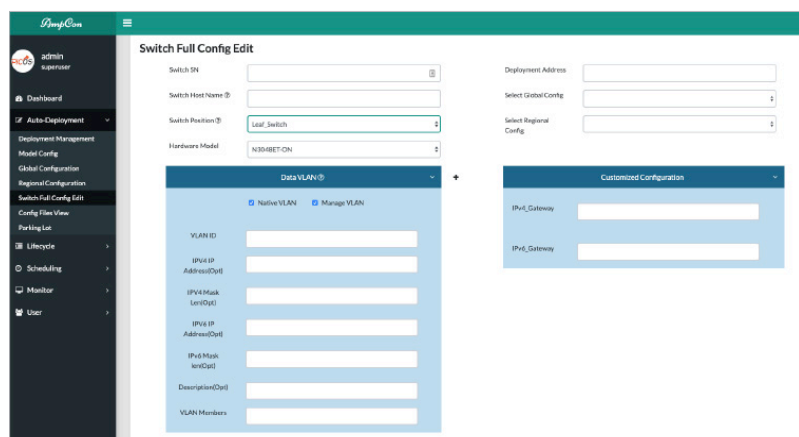 AmpCon
PICOS
admin
superuser
Dashboard
Auto-Deployment
Deployment Management
Model Config
Global Configuration
Regional Configuration
Switch Full Config Edit
Config Files View
Parking Lot
Lifecycle
Scheduling
Monitor
User
Switch Full Config Edit
Switch SN
Switch Host Name
Switch Position
Leaf_Switch
Hardware Model
N3048ET-ON
Deployment Address
Select Global Config
Select Regional
Config
Data VLAN
Native VLAN Manage VLAN
VLAN ID
IPV4 IP
Address(Opt)
IPV4 Mask
Len(Opt)
IPV6 IP
Address(Opt)
IPv6 Mask
len(Opt)
Description(Opt)
VLAN Members
+
Customized Configuration
IPv4_Gateway
IPv6_Gateway